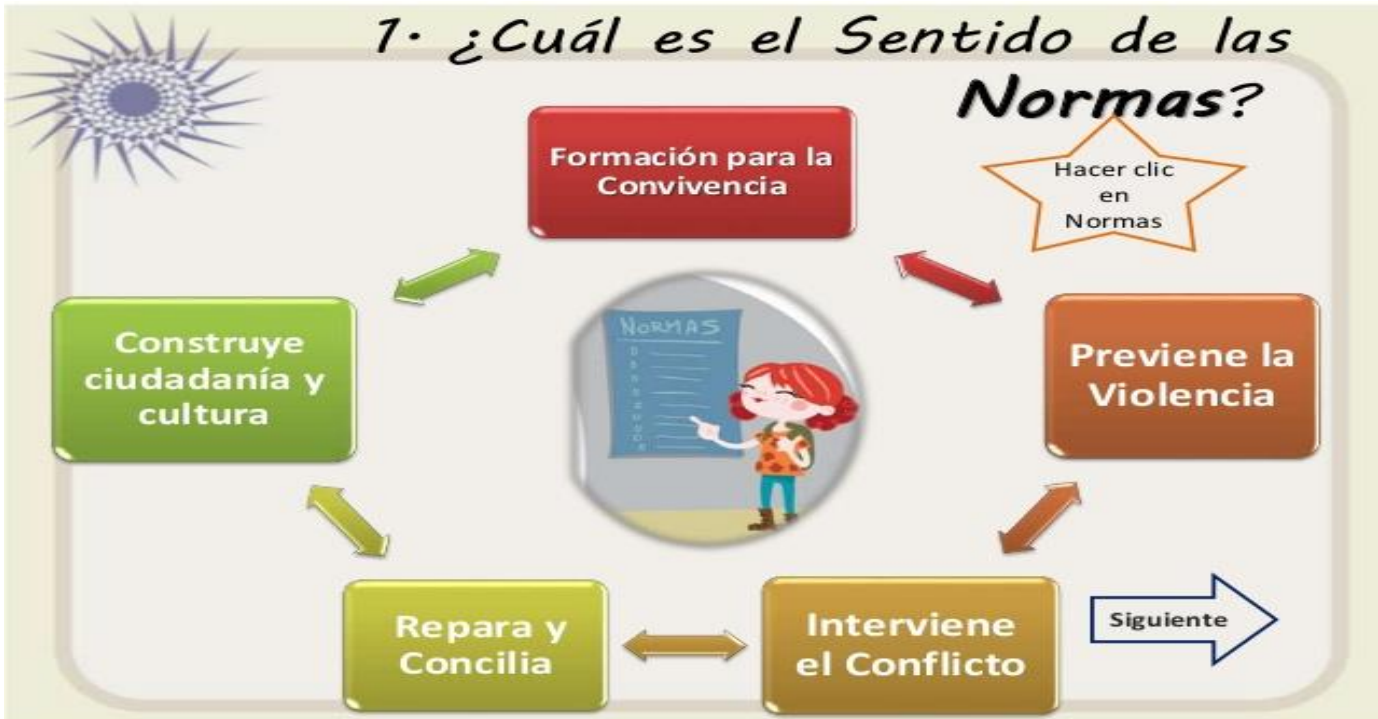 1. ¿Cuál es el Sentido de las
Normas?
Formación para la
Convivencia
Hacer clic
en
Normas
Construye
ciudadanía y
cultura
NORMAS
Previene la
Violencia
Repara y
Concilia
Interviene
el Conflicto
Siguiente